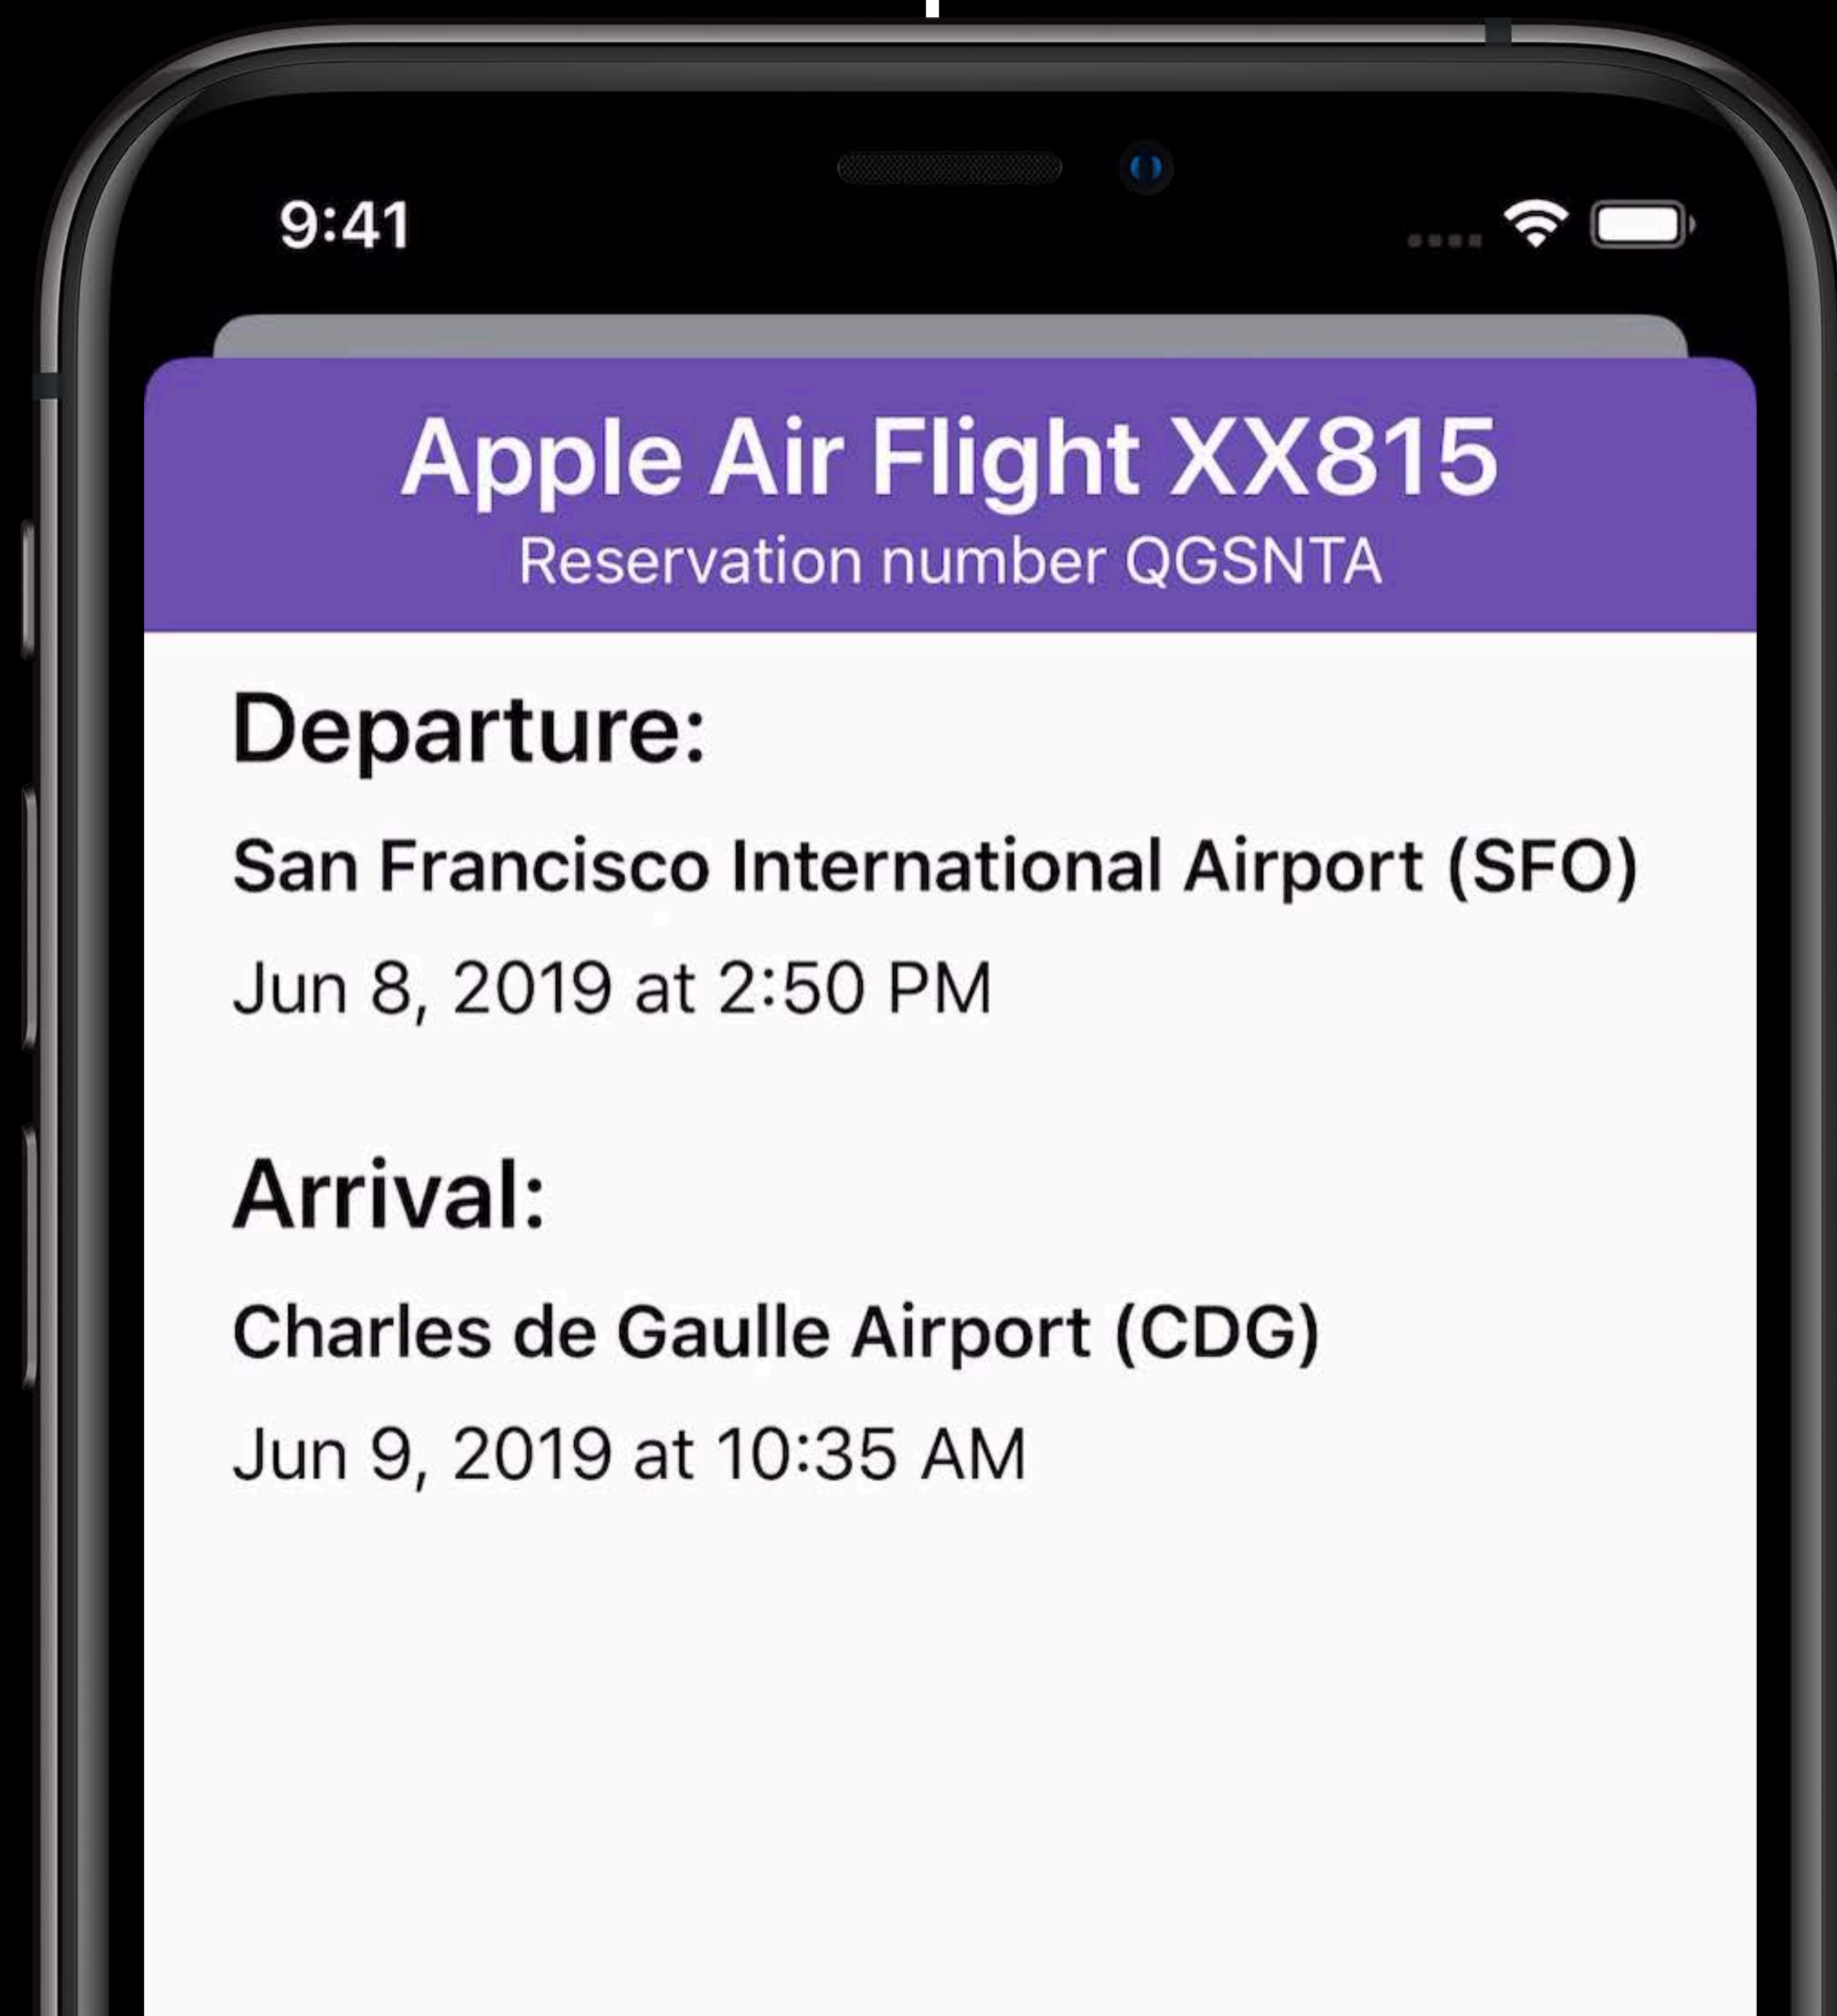 9:41
Apple Air Flight XX815
Reservation number QGSNTA
Departure:
San Francisco International Airport (SFO)
Jun 8, 2019 at 2:50 PM
Arrival:
Charles de Gaulle Airport (CDG)
Jun 9, 2019 at 10:35 AM